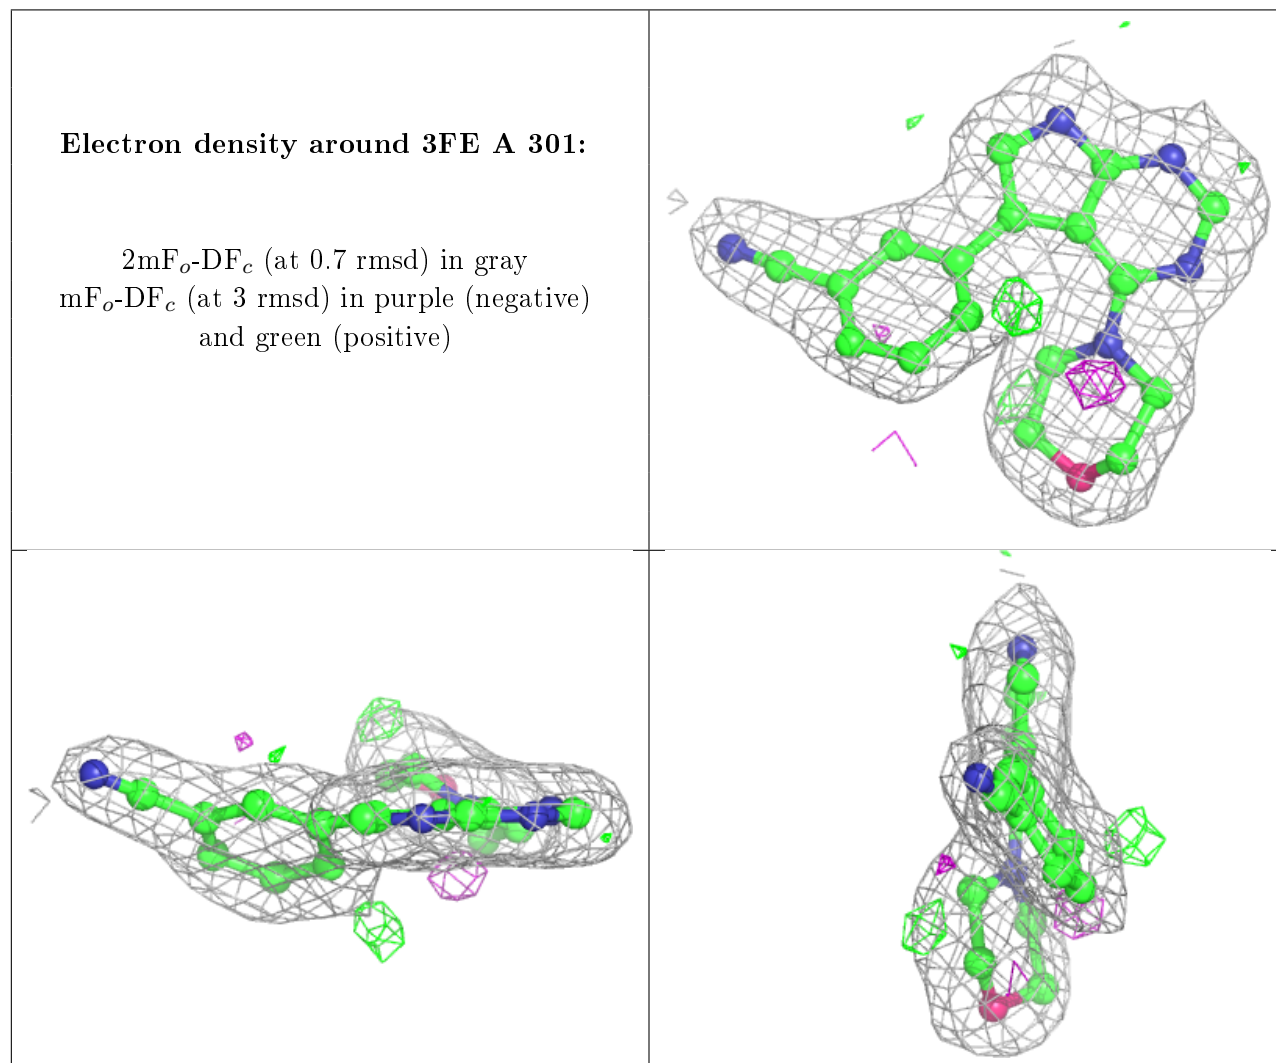 Electron density around 3FE A 301:
2mFo-DFc (at 0.7 rmsd) in gray
mFo-DFc (at 3 rmsd) in purple (negative)
and green (positive)